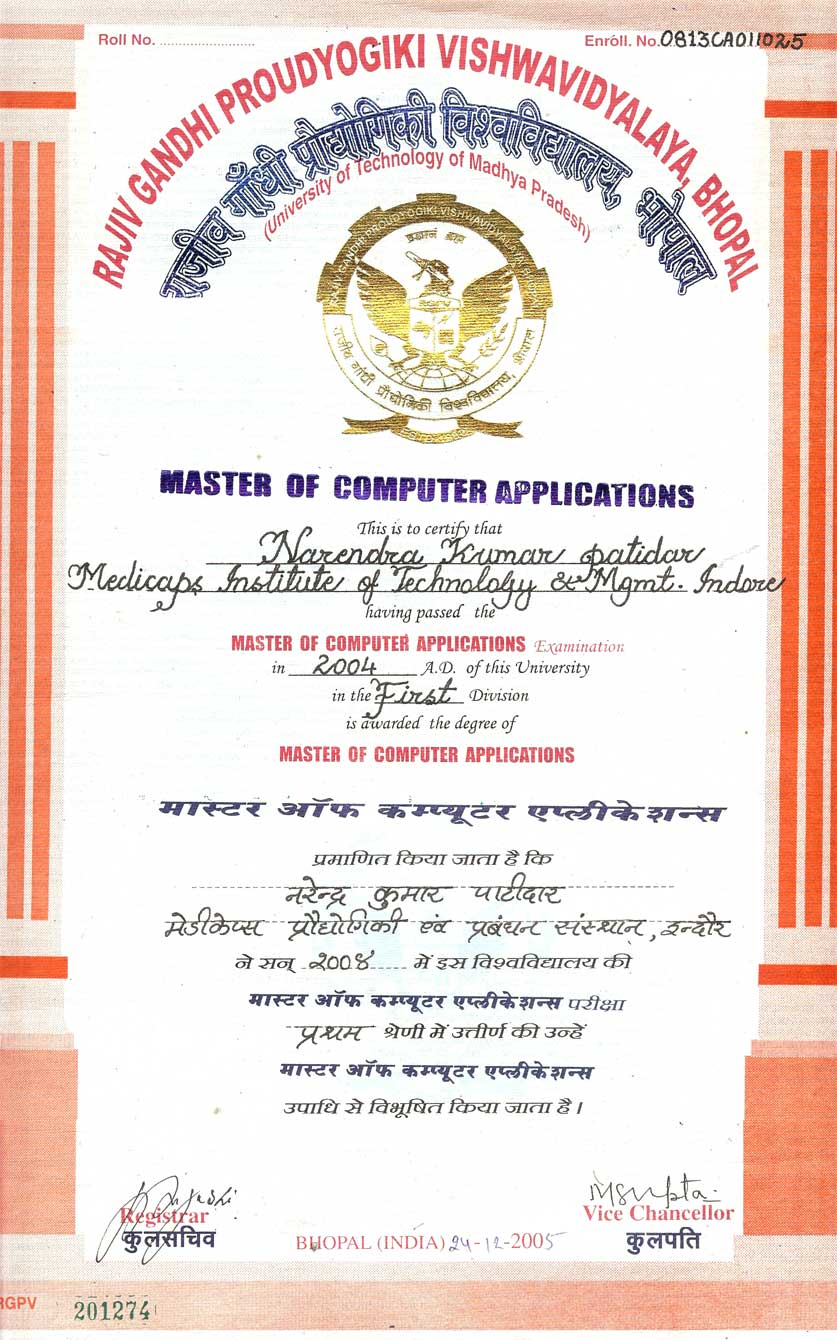 Roll No. ........................
Enroll. No. 0813CA011025
RAJIV GANDHI PROUDYOGIKI VISHWAVIDYALAYA, BHOPAL
राजीव गाँधी प्रौद्योगिकी विश्वविद्यालय, भोपाल
(University of Technology of Madhya Pradesh)
RAJIV GANDHI PROUDYOGIKI VISHWAVIDYALAYA, BHOPAL
RGPV
राजीव गांधी प्रौद्योगिकी विश्वविद्यालय, भोपाल
MASTER OF COMPUTER APPLICATIONS
This is to certify that
Narendra Kumar patidar
Medicaps Institute of Technololgy & Mgmt. Indore
having passed the
MASTER OF COMPUTER APPLICATIONS Examination
in 2004 A.D. of this University
in the First Division
is awarded the degree of
MASTER OF COMPUTER APPLICATIONS
मास्टर ऑफ कम्प्यूटर एप्लीकेशन्स
प्रमाणित किया जाता है कि
नरेन्द्र कुमार पाटीदार
मेडीकेप्स प्रौद्योगिकी एवं प्रबंधन संस्थान, इन्दौर
ने सन् 2004 में इस विश्वविद्यालय की
मास्टर ऑफ कम्प्यूटर एप्लीकेशन्स परीक्षा
प्रथम श्रेणी में उत्तीर्ण की उन्हें
मास्टर ऑफ कम्प्यूटर एप्लीकेशन्स
उपाधि से विभूषित किया जाता है।
Registrar
कुलसचिव
BHOPAL (INDIA) 24-12-2005
MSGupta
Vice Chancellor
कुलपति
RGPV
201274